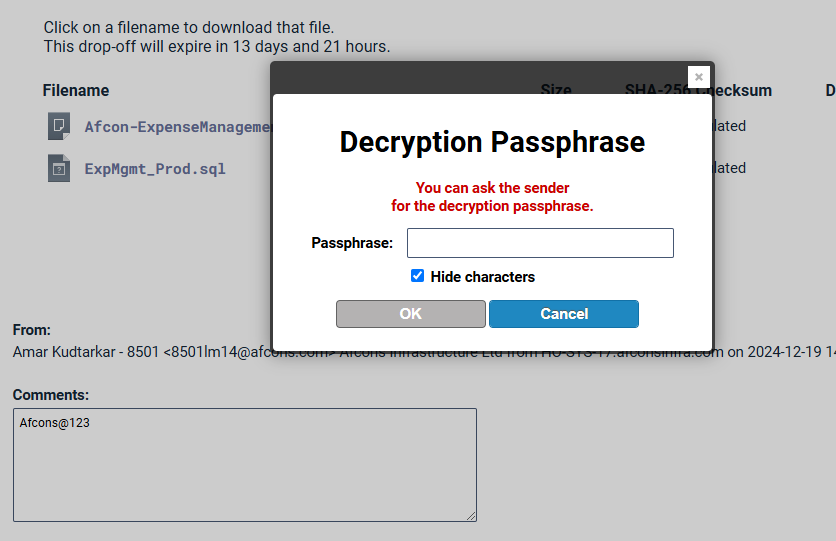 Click on a filename to download that file.
This drop-off will expire in 13 days and 21 hours.
Filename Size SHA-256 Checksum D
Afcon-ExpenseManageme
ExpMgmt_Prod.sql
×
Decryption Passphrase
You can ask the sender
for the decryption passphrase.
Passphrase:
Hide characters
OK Cancel
From:
Amar Kudtarkar - 8501 <8501lm14@afcons.com> Afcons Infrastructure Ltd from HO-SYS-17.afconsinfra.com on 2024-12-19 14
Comments:
Afcons@123